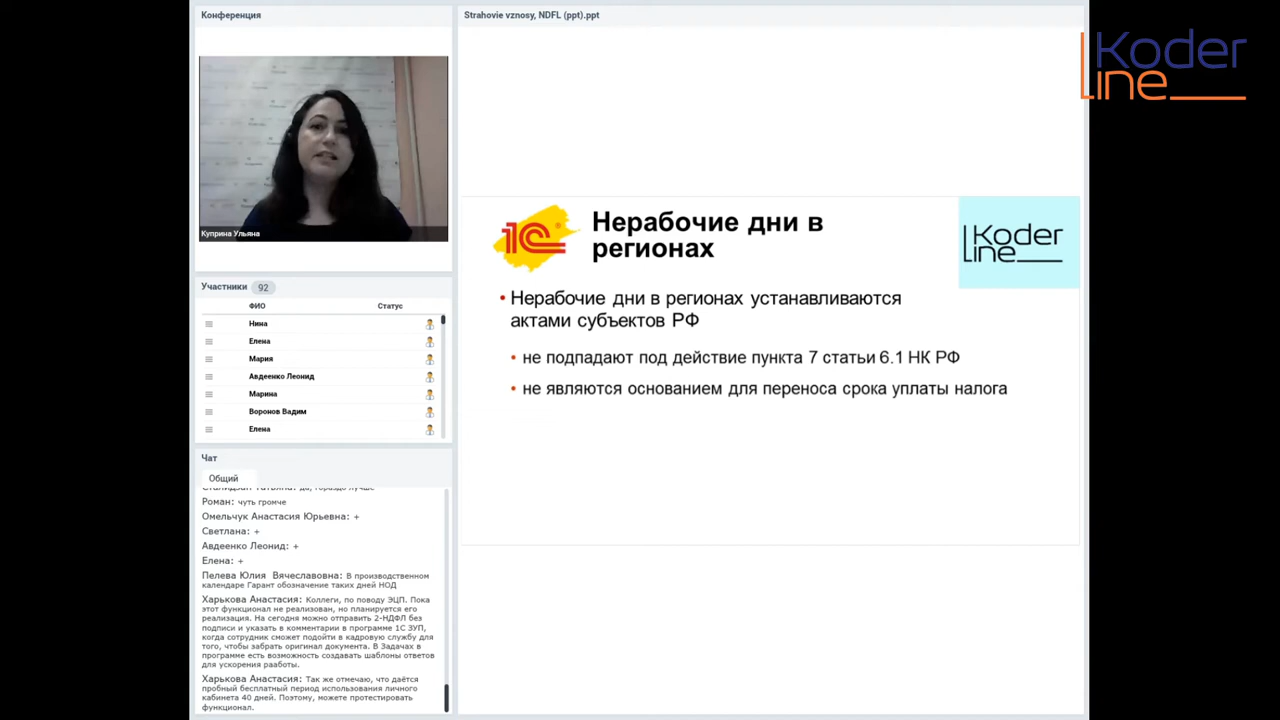 Конференция
Куприна Ульяна
Участники 92
ФИО Статус
Нина
Елена
Мария
Авдеенко Леонид
Марина
Воронов Вадим
Елена
Чат
Общий
Роман: чуть громче
Омельчук Анастасия Юрьевна: +
Светлана: +
Авдеенко Леонид: +
Елена: +
Пелева Юлия Вячеславовна: В производственном
календаре Гарант обозначение таких дней НОД
Харькова Анастасия: Коллеги, по поводу ЭЦП. Пока
этот функционал не реализован, но планируется его
реализация. На сегодня можно отправить 2-НДФЛ без
подписи и указать в комментарии в программе 1С ЗУП,
когда сотрудник сможет подойти в кадровую службу для
того, чтобы забрать оригинал документа. В Задачах в
программе есть возможность создавать шаблоны ответов
для ускорения рааботы.
Харькова Анастасия: Так же отмечаю, что даётся
пробный бесплатный период использования личного
кабинета 40 дней. Поэтому, можете протестировать
функционал.
Strahovie vznosy, NDFL (ppt).ppt
1С
Нерабочие дни в
регионах
Koder
line
• Нерабочие дни в регионах устанавливаются
актами субъектов РФ
• не подпадают под действие пункта 7 статьи 6.1 НК РФ
• не являются основанием для переноса срока уплаты налога
Koder
line